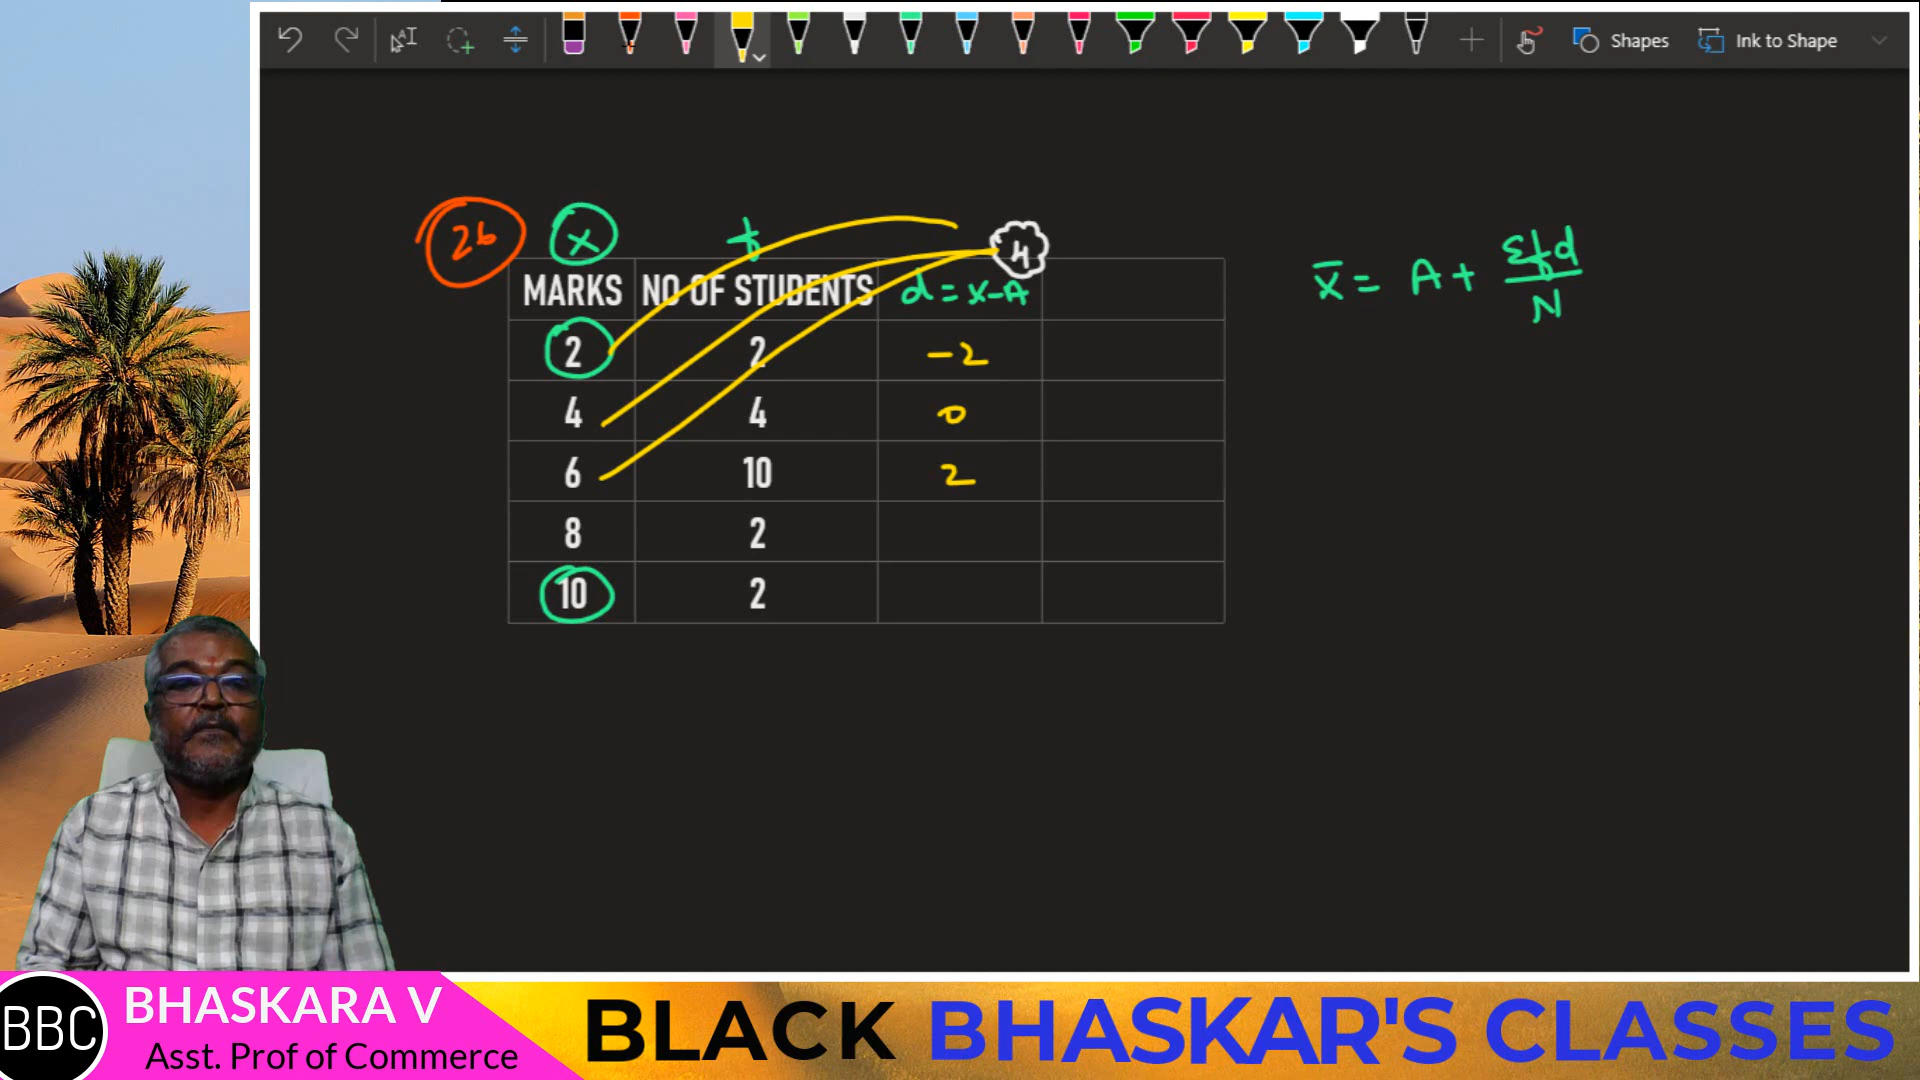 Shapes
Ink to Shape
26 x f 4
MARKS NO OF STUDENTS d = x-A
2 2 -2
4 4 0
6 10 2
8 2
10 2
x̄ = A + Σfd / N
BBC
BHASKARA V
Asst. Prof of Commerce
BLACK BHASKAR'S CLASSES